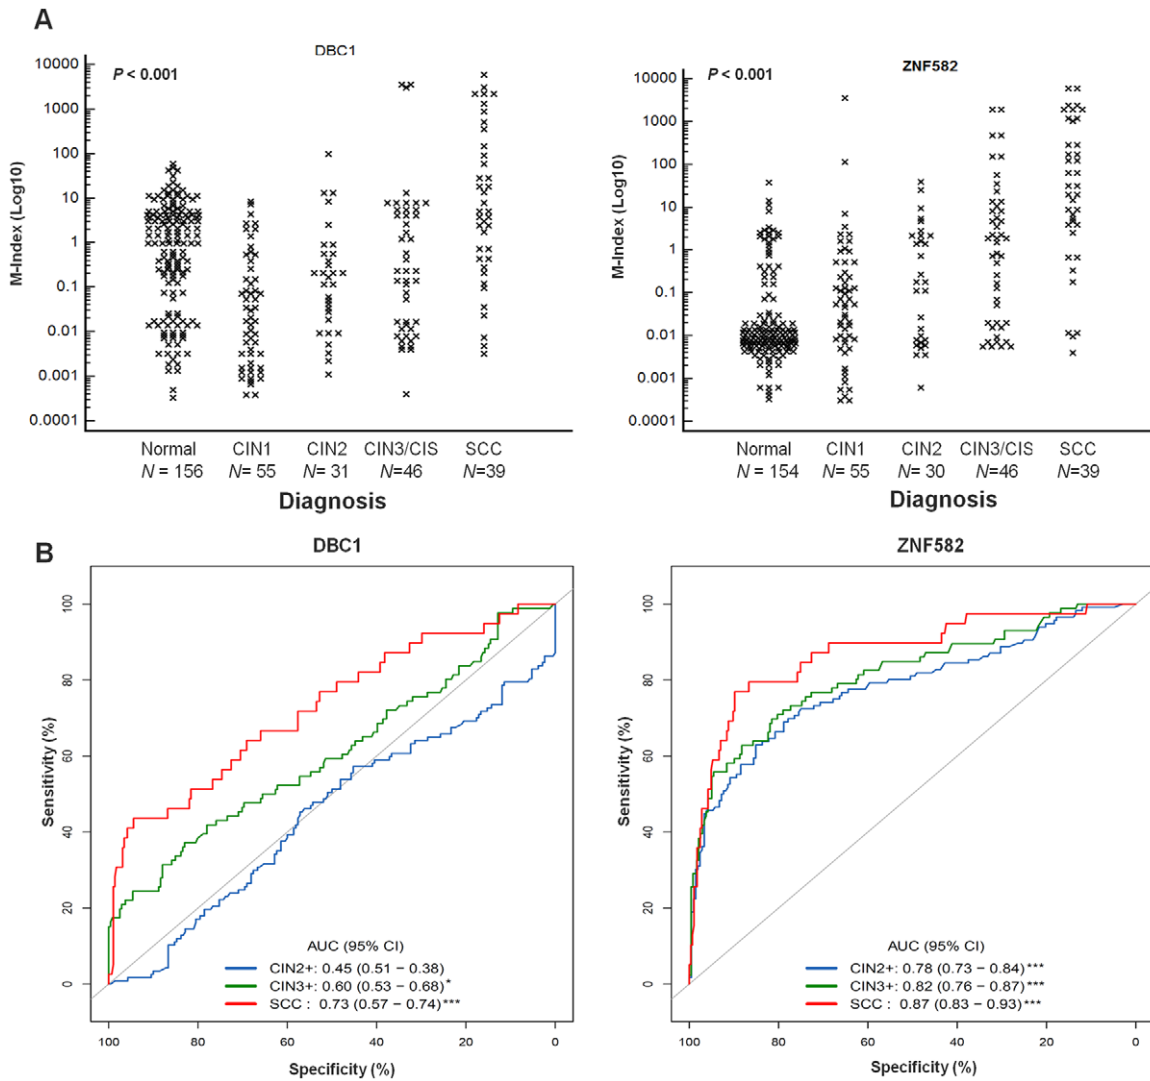 A
DBC1
P < 0.001
10000
1000
100
10
1
0.1
0.01
0.001
0.0001
M-Index (Log10)
Normal CIN1 CIN2 CIN3/CIS SCC
N = 156 N = 55 N = 31 N=46 N=39
Diagnosis
ZNF582
P < 0.001
10000
1000
100
10
1
0.1
0.01
0.001
0.0001
M-Index (Log10)
Normal CIN1 CIN2 CIN3/CIS SCC
N = 154 N = 55 N = 30 N=46 N=39
Diagnosis
B
DBC1
100
80
60
40
20
0
Sensitivity (%)
AUC (95% CI)
CIN2+: 0.45 (0.51 – 0.38)
CIN3+: 0.60 (0.53 – 0.68)*
SCC : 0.73 (0.57 – 0.74)***
100 80 60 40 20 0
Specificity (%)
ZNF582
100
80
60
40
20
0
Sensitivity (%)
AUC (95% CI)
CIN2+: 0.78 (0.73 – 0.84)***
CIN3+: 0.82 (0.76 – 0.87)***
SCC : 0.87 (0.83 – 0.93)***
100 80 60 40 20 0
Specificity (%)